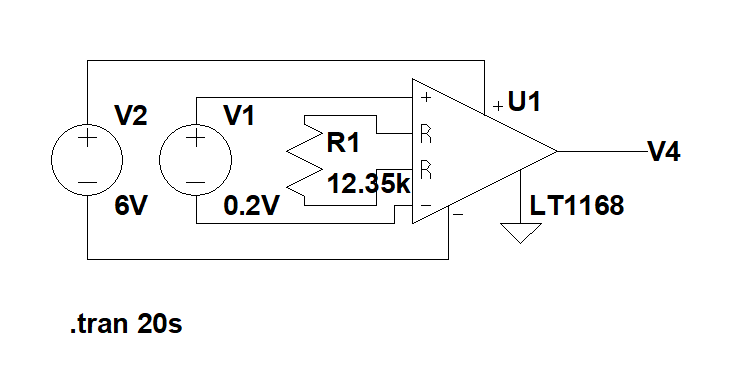 V2
V1
+ U1
R
R1
R
12.35k
V4
6V
0.2V
LT1168
.tran 20s